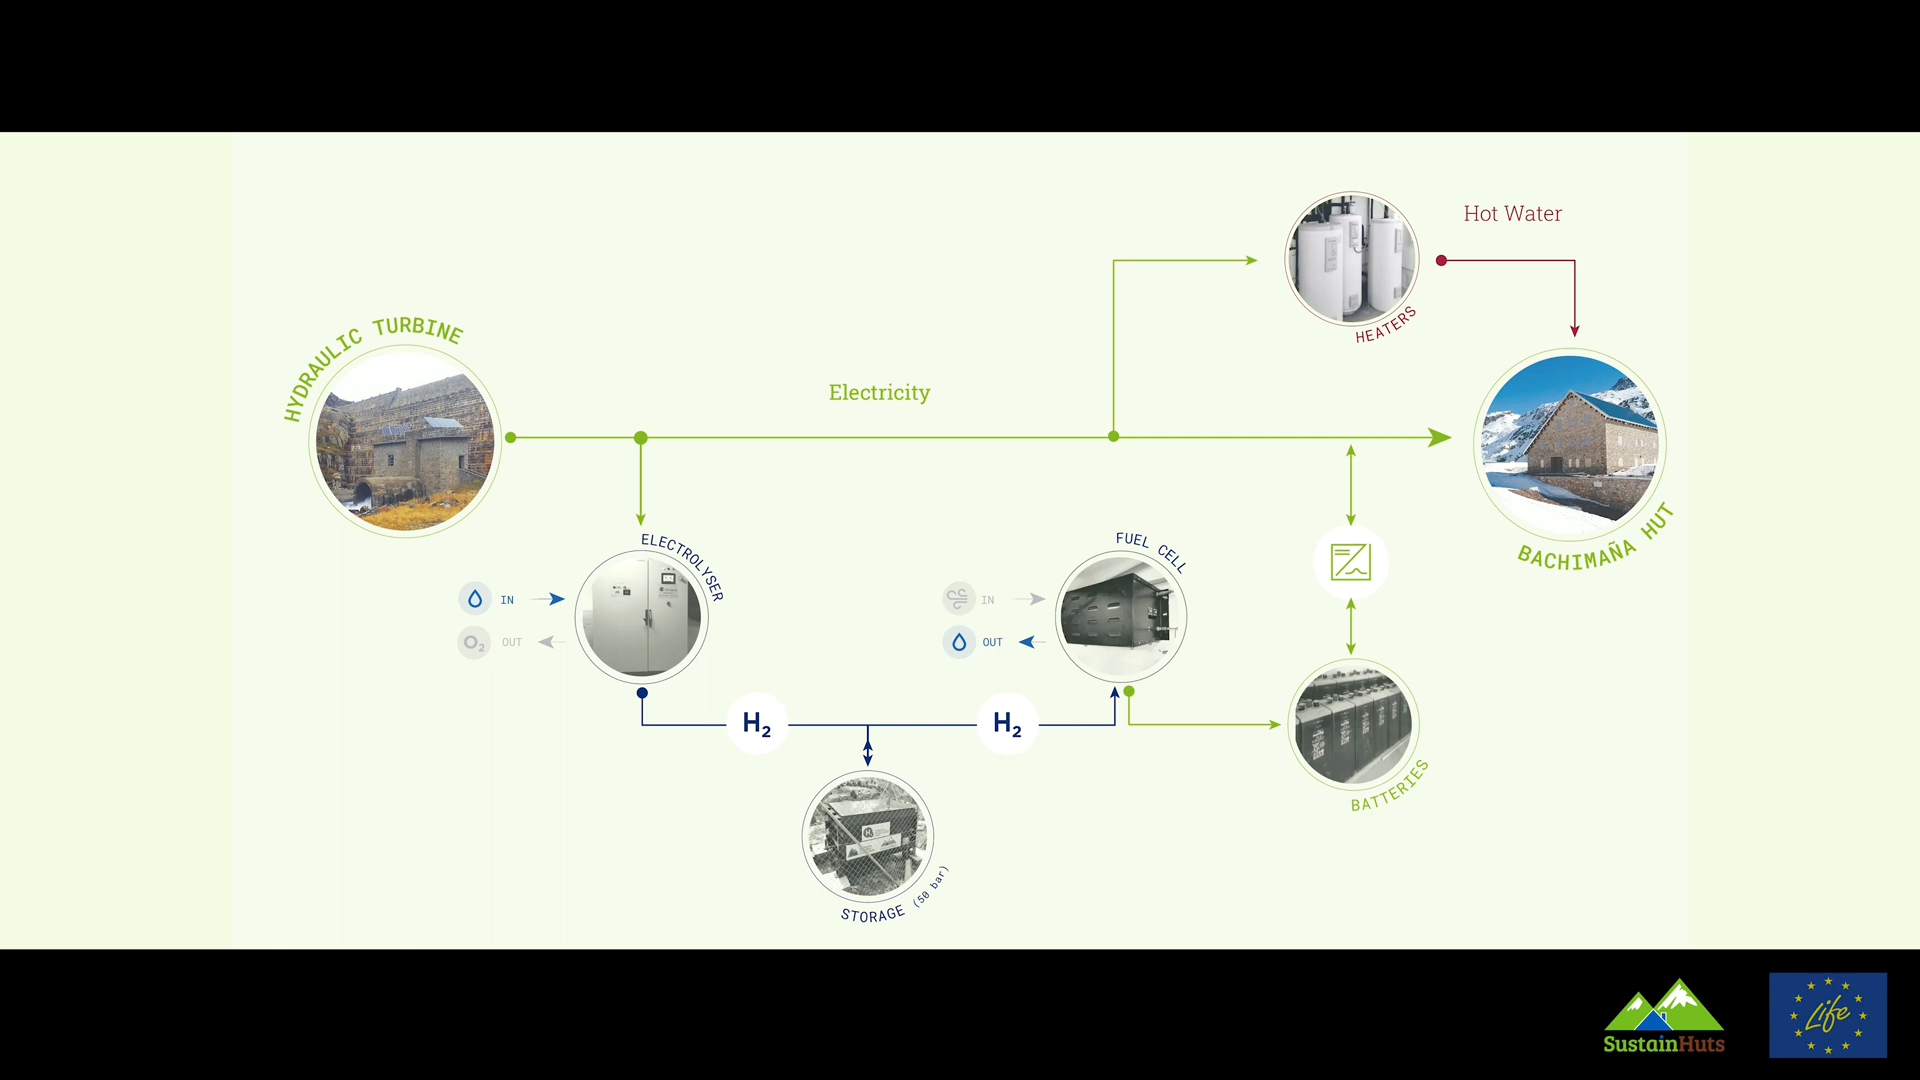 Hot Water
HEATERS
HYDRAULIC TURBINE
Electricity
BACHIMAÑA HUT
ELECTROLYSER
FUEL CELL
IN
IN
O₂ OUT
OUT
H₂
H₂
BATTERIES
STORAGE (50 bar)
Life
SustainHuts